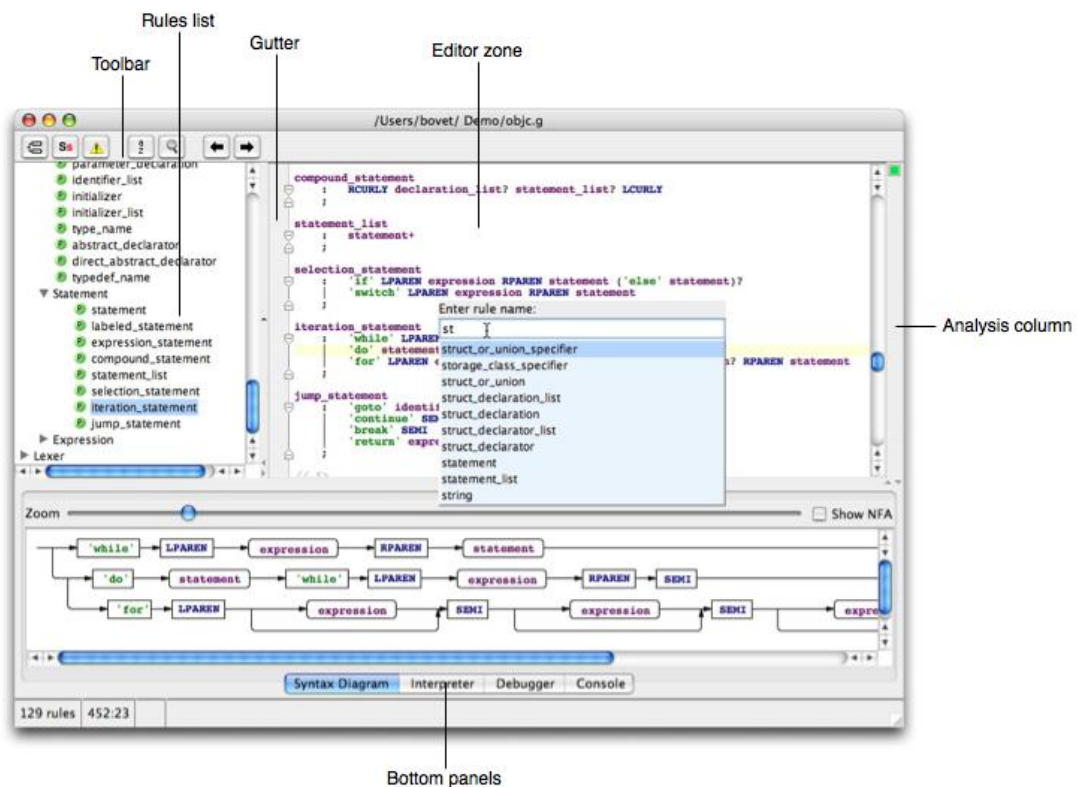 Rules list
Gutter
Editor zone
Toolbar
/Users/bovet/ Demo/objc.g
Ss
parameter_declaration
identifier_list
initializer
initializer_list
type_name
abstract_declarator
direct_abstract_declarator
typedef_name
Statement
statement
labeled_statement
expression_statement
compound_statement
statement_list
selection_statement
iteration_statement
jump_statement
Expression
Lexer
compound_statement
: RCURLY declaration_list? statement_list? LCURLY
;
statement_list
: statement+
;
selection_statement
: 'if' LPAREN expression RPAREN statement ('else' statement)?
| 'switch' LPAREN expression RPAREN statement
;
iteration_statement
: 'while' LPAREN
'do' statement
'for' LPAREN
? RPAREN statement
;
jump_statement
: 'goto' identif
| 'continue' SE
| 'break' SEMI
| 'return' expre
;
Enter rule name:
st
struct_or_union_specifier
storage_class_specifier
struct_or_union
struct_declaration_list
struct_declaration
struct_declarator_list
struct_declarator
statement
statement_list
string
Analysis column
Zoom
Show NFA
'while' LPAREN expression RPAREN statement
'do' statement 'while' LPAREN expression RPAREN SEMI
'for' LPAREN expression SEMI expression SEMI expre
Syntax Diagram Interpreter Debugger Console
129 rules 452:23
Bottom panels